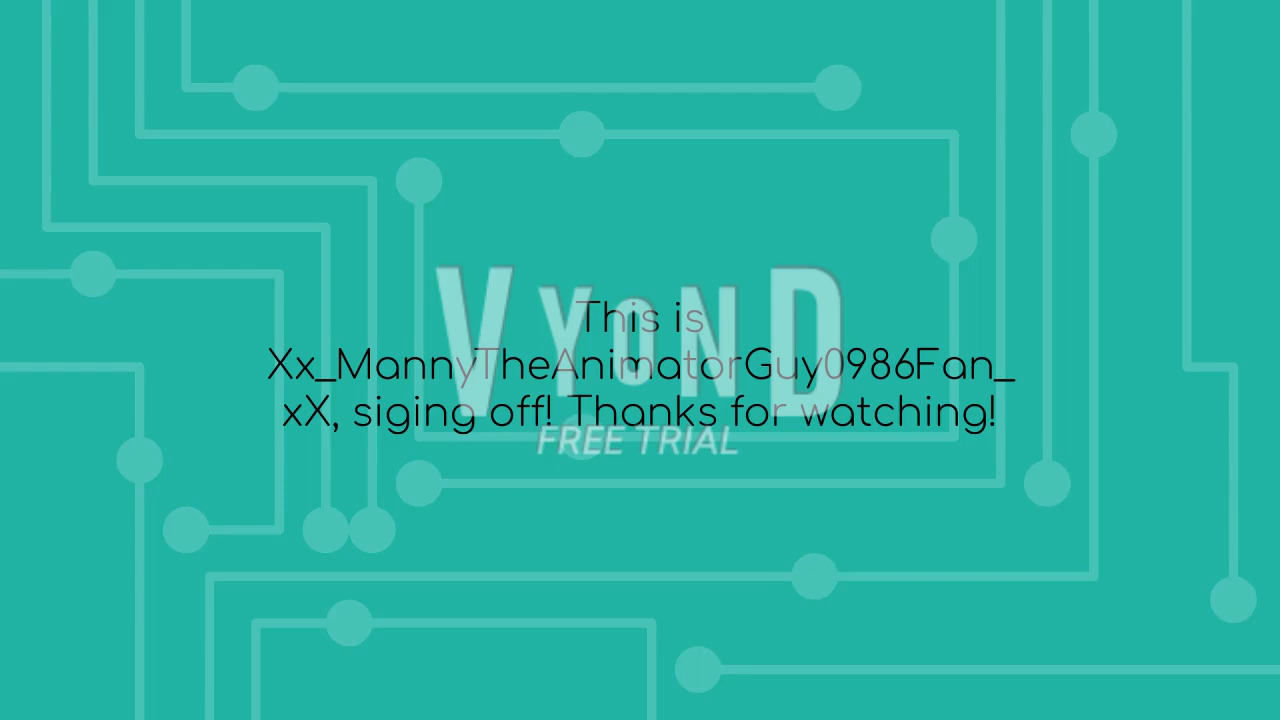 This is
Xx_MannyTheAnimatorGuy0986Fan_
xX, siging off! Thanks for watching!
VYOND
FREE TRIAL